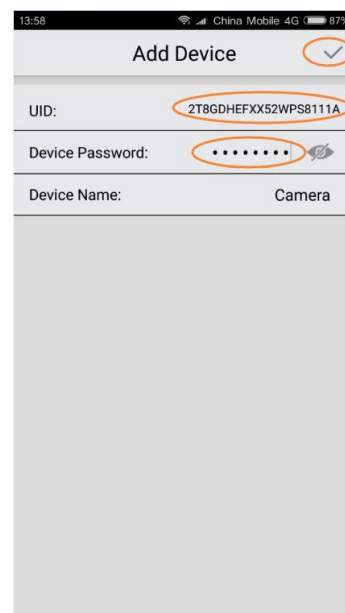 13:58 China Mobile 4G 87%
Add Device
UID: 2T8GDHEFXX52WPS8111A
Device Password: ••••••••
Device Name: Camera